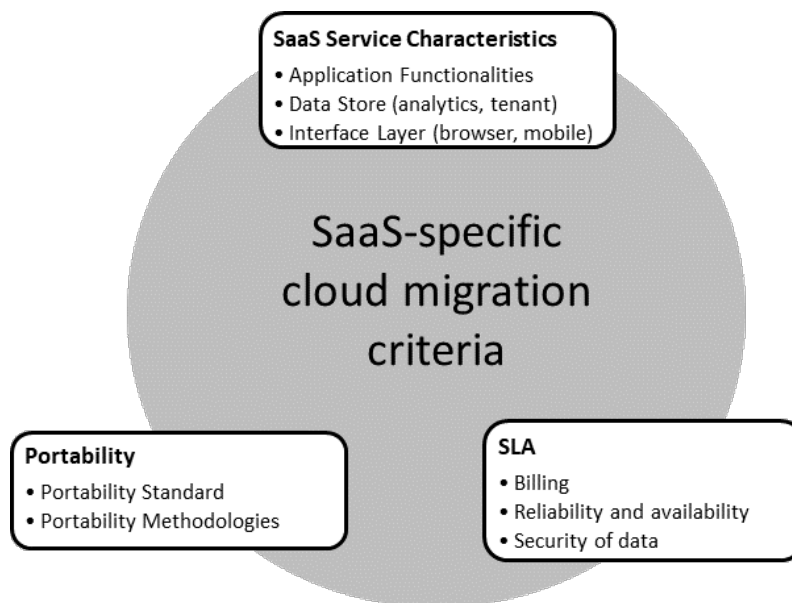 SaaS Service Characteristics
• Application Functionalities
• Data Store (analytics, tenant)
• Interface Layer (browser, mobile)
SaaS-specific
cloud migration
criteria
Portability
• Portability Standard
• Portability Methodologies
SLA
• Billing
• Reliability and availability
• Security of data